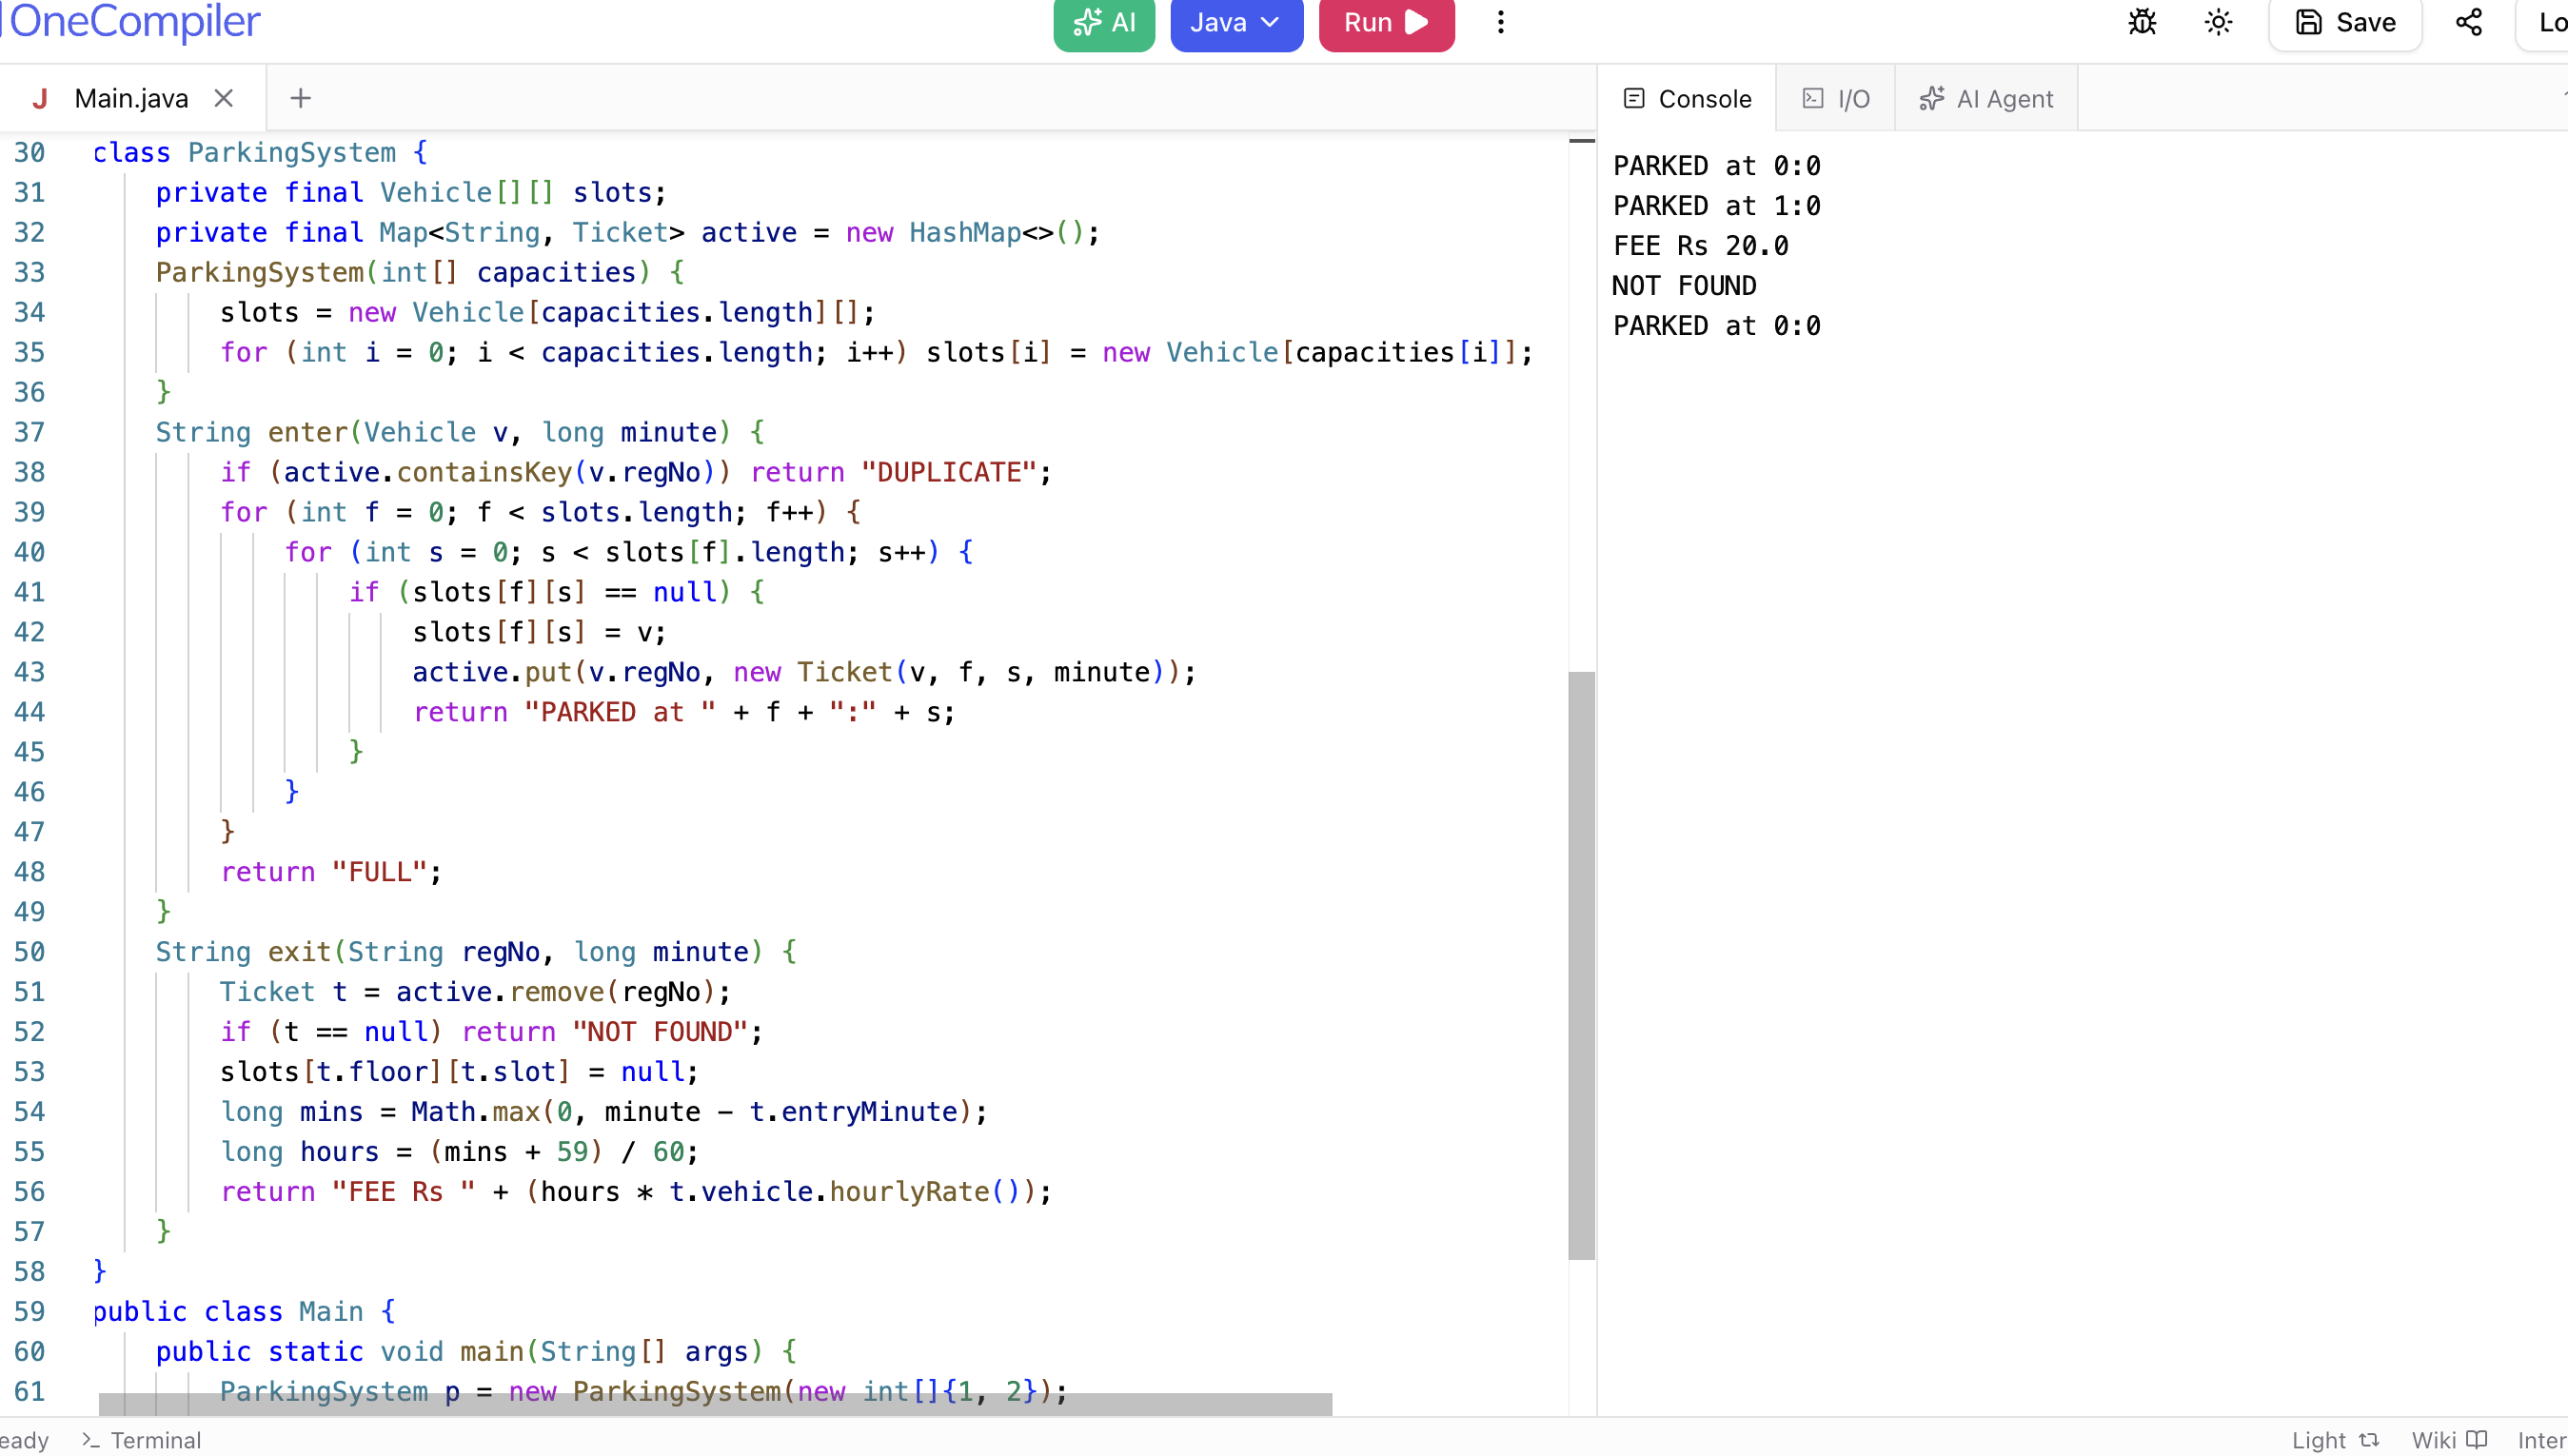 OneCompiler
AI
Java
Run
Save
Main.java
Console
I/O
AI Agent
30 class ParkingSystem {
31 private final Vehicle[][] slots;
32 private final Map<String, Ticket> active = new HashMap<>();
33 ParkingSystem(int[] capacities) {
34 slots = new Vehicle[capacities.length][];
35 for (int i = 0; i < capacities.length; i++) slots[i] = new Vehicle[capacities[i]];
36 }
37 String enter(Vehicle v, long minute) {
38 if (active.containsKey(v.regNo)) return "DUPLICATE";
39 for (int f = 0; f < slots.length; f++) {
40 for (int s = 0; s < slots[f].length; s++) {
41 if (slots[f][s] == null) {
42 slots[f][s] = v;
43 active.put(v.regNo, new Ticket(v, f, s, minute));
44 return "PARKED at " + f + ":" + s;
45 }
46 }
47 }
48 return "FULL";
49 }
50 String exit(String regNo, long minute) {
51 Ticket t = active.remove(regNo);
52 if (t == null) return "NOT FOUND";
53 slots[t.floor][t.slot] = null;
54 long mins = Math.max(0, minute - t.entryMinute);
55 long hours = (mins + 59) / 60;
56 return "FEE Rs " + (hours * t.vehicle.hourlyRate());
57 }
58 }
59 public class Main {
60 public static void main(String[] args) {
61 ParkingSystem p = new ParkingSystem(new int[]{1, 2});
PARKED at 0:0
PARKED at 1:0
FEE Rs 20.0
NOT FOUND
PARKED at 0:0
Terminal
Light
Wiki